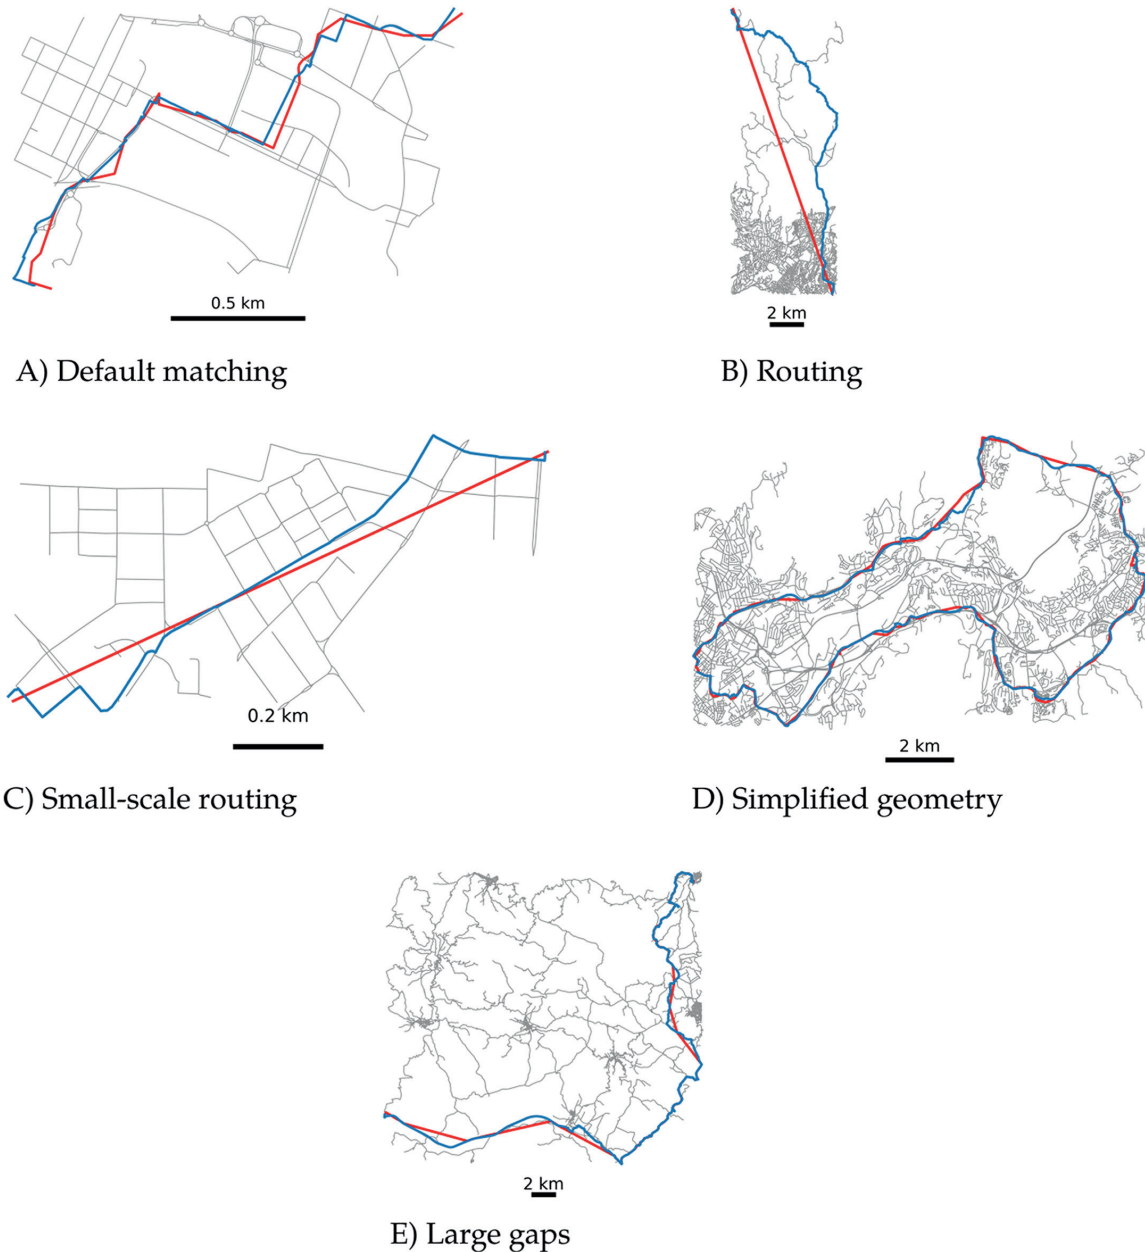 0.5 km
2 km
A) Default matching
B) Routing
0.2 km
2 km
C) Small-scale routing
D) Simplified geometry
2 km
E) Large gaps